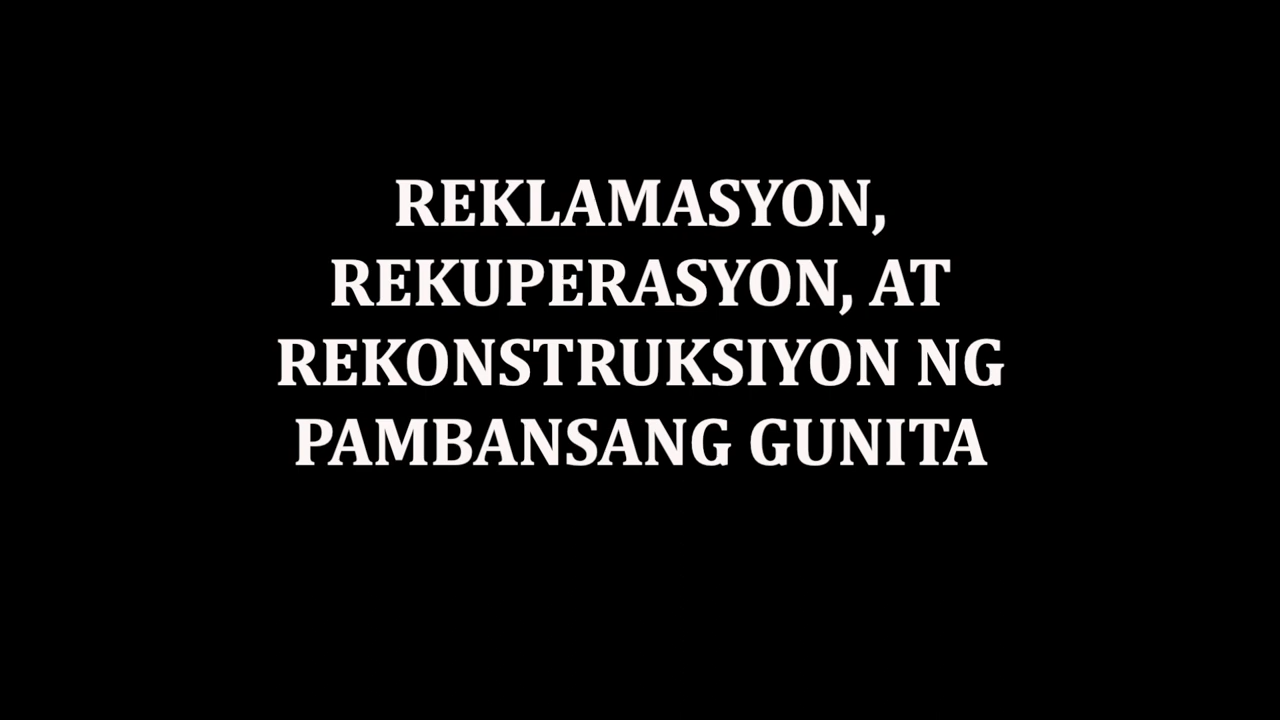 REKLAMASYON,
REKUPERASYON, AT
REKONSTRUKSIYON NG
PAMBANSANG GUNITA